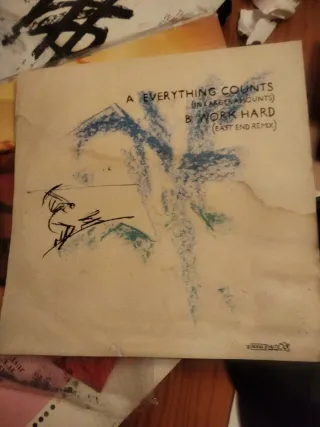 A. EVERYTHING COUNTS
(IN LARGER AMOUNTS)
B. WORK HARD
(EAST END REMIX)